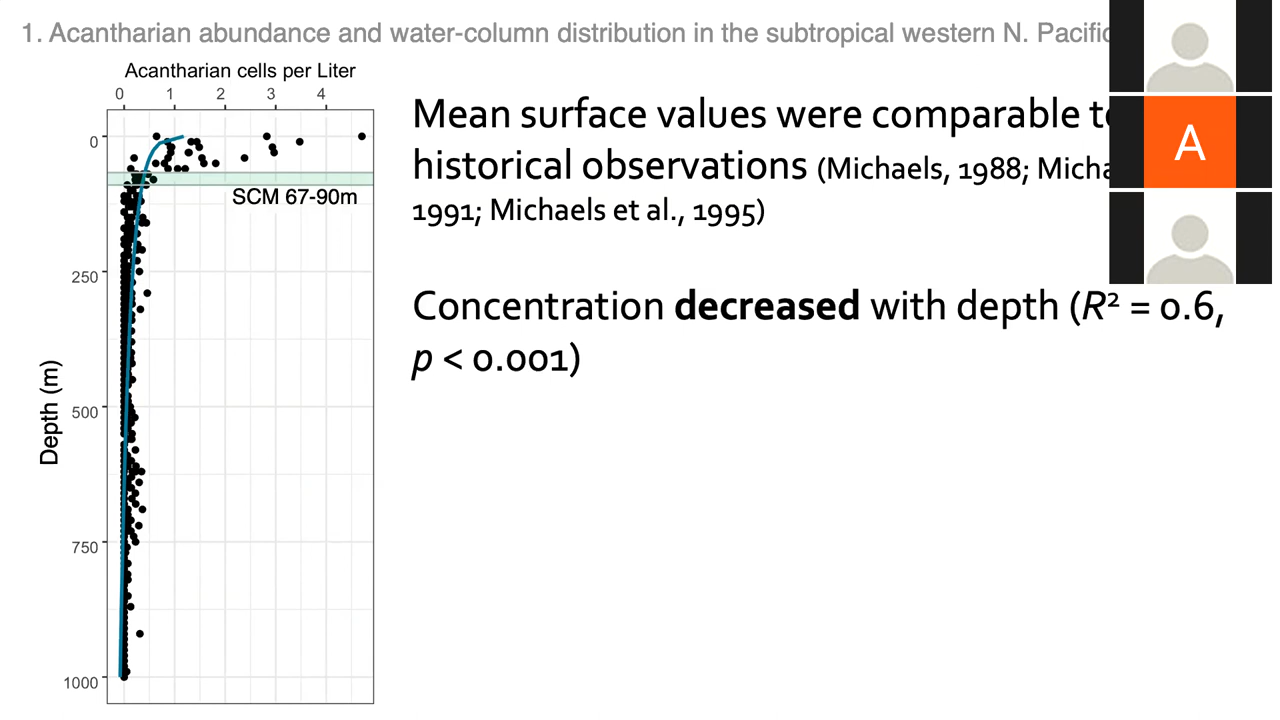 1. Acantharian abundance and water-column distribution in the subtropical western N. Pacific
Acantharian cells per Liter
0 1 2 3 4
0
SCM 67-90m
250
500
750
1000
Depth (m)
Mean surface values were comparable
historical observations (Michaels, 1988;
1991; Michaels et al., 1995)
Concentration decreased with depth (R² = 0.6,
p < 0.001)
A